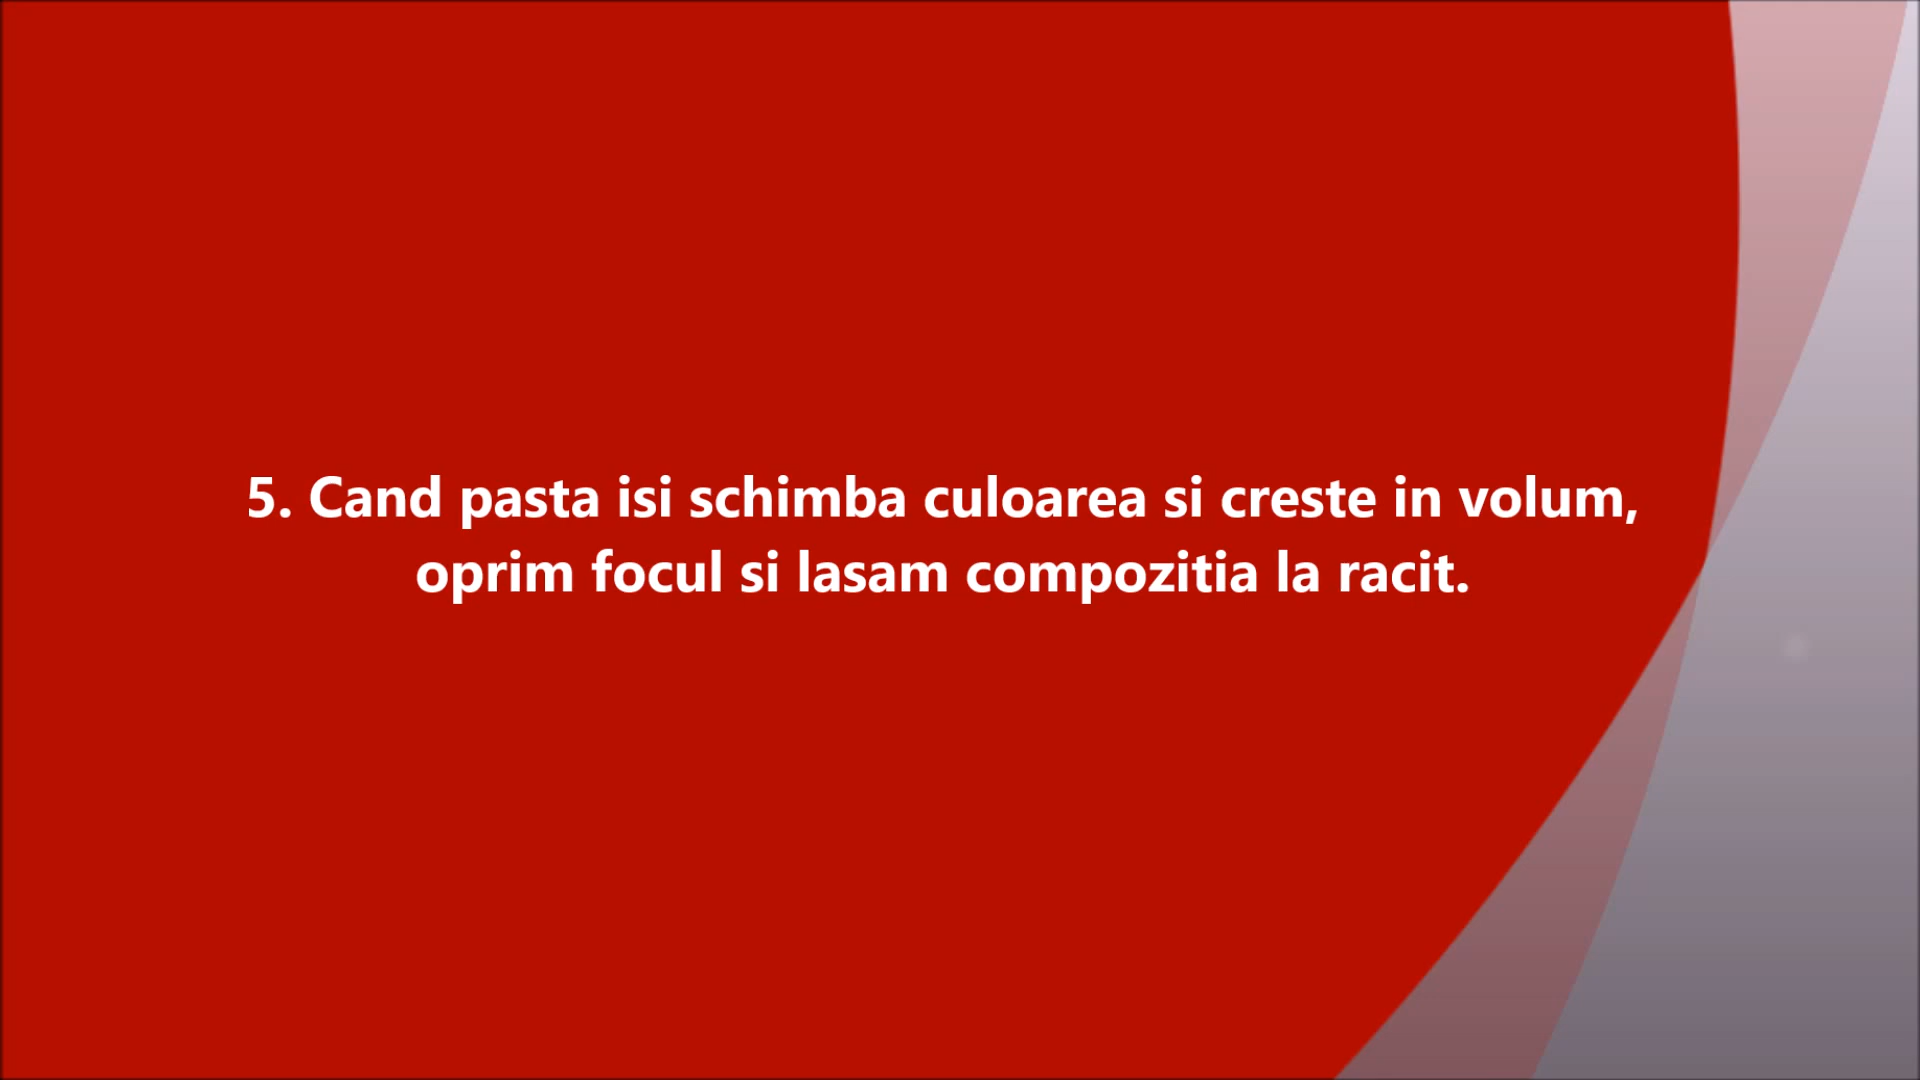 5. Cand pasta isi schimba culoarea si creste in volum,
oprim focul si lasam compozitia la racit.